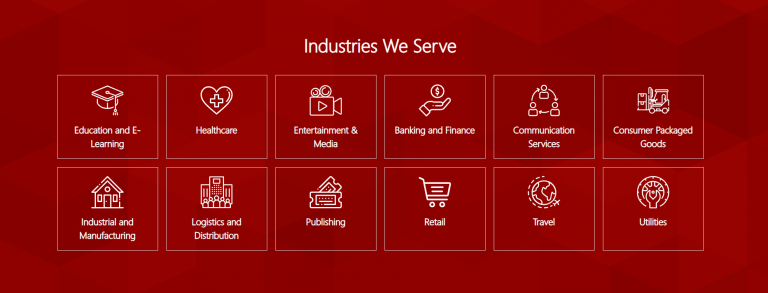 Industries We Serve
Education and E-
Learning
Healthcare
Entertainment &
Media
Banking and Finance
Communication
Services
Consumer Packaged
Goods
Industrial and
Manufacturing
Logistics and
Distribution
Publishing
Retail
Travel
Utilities